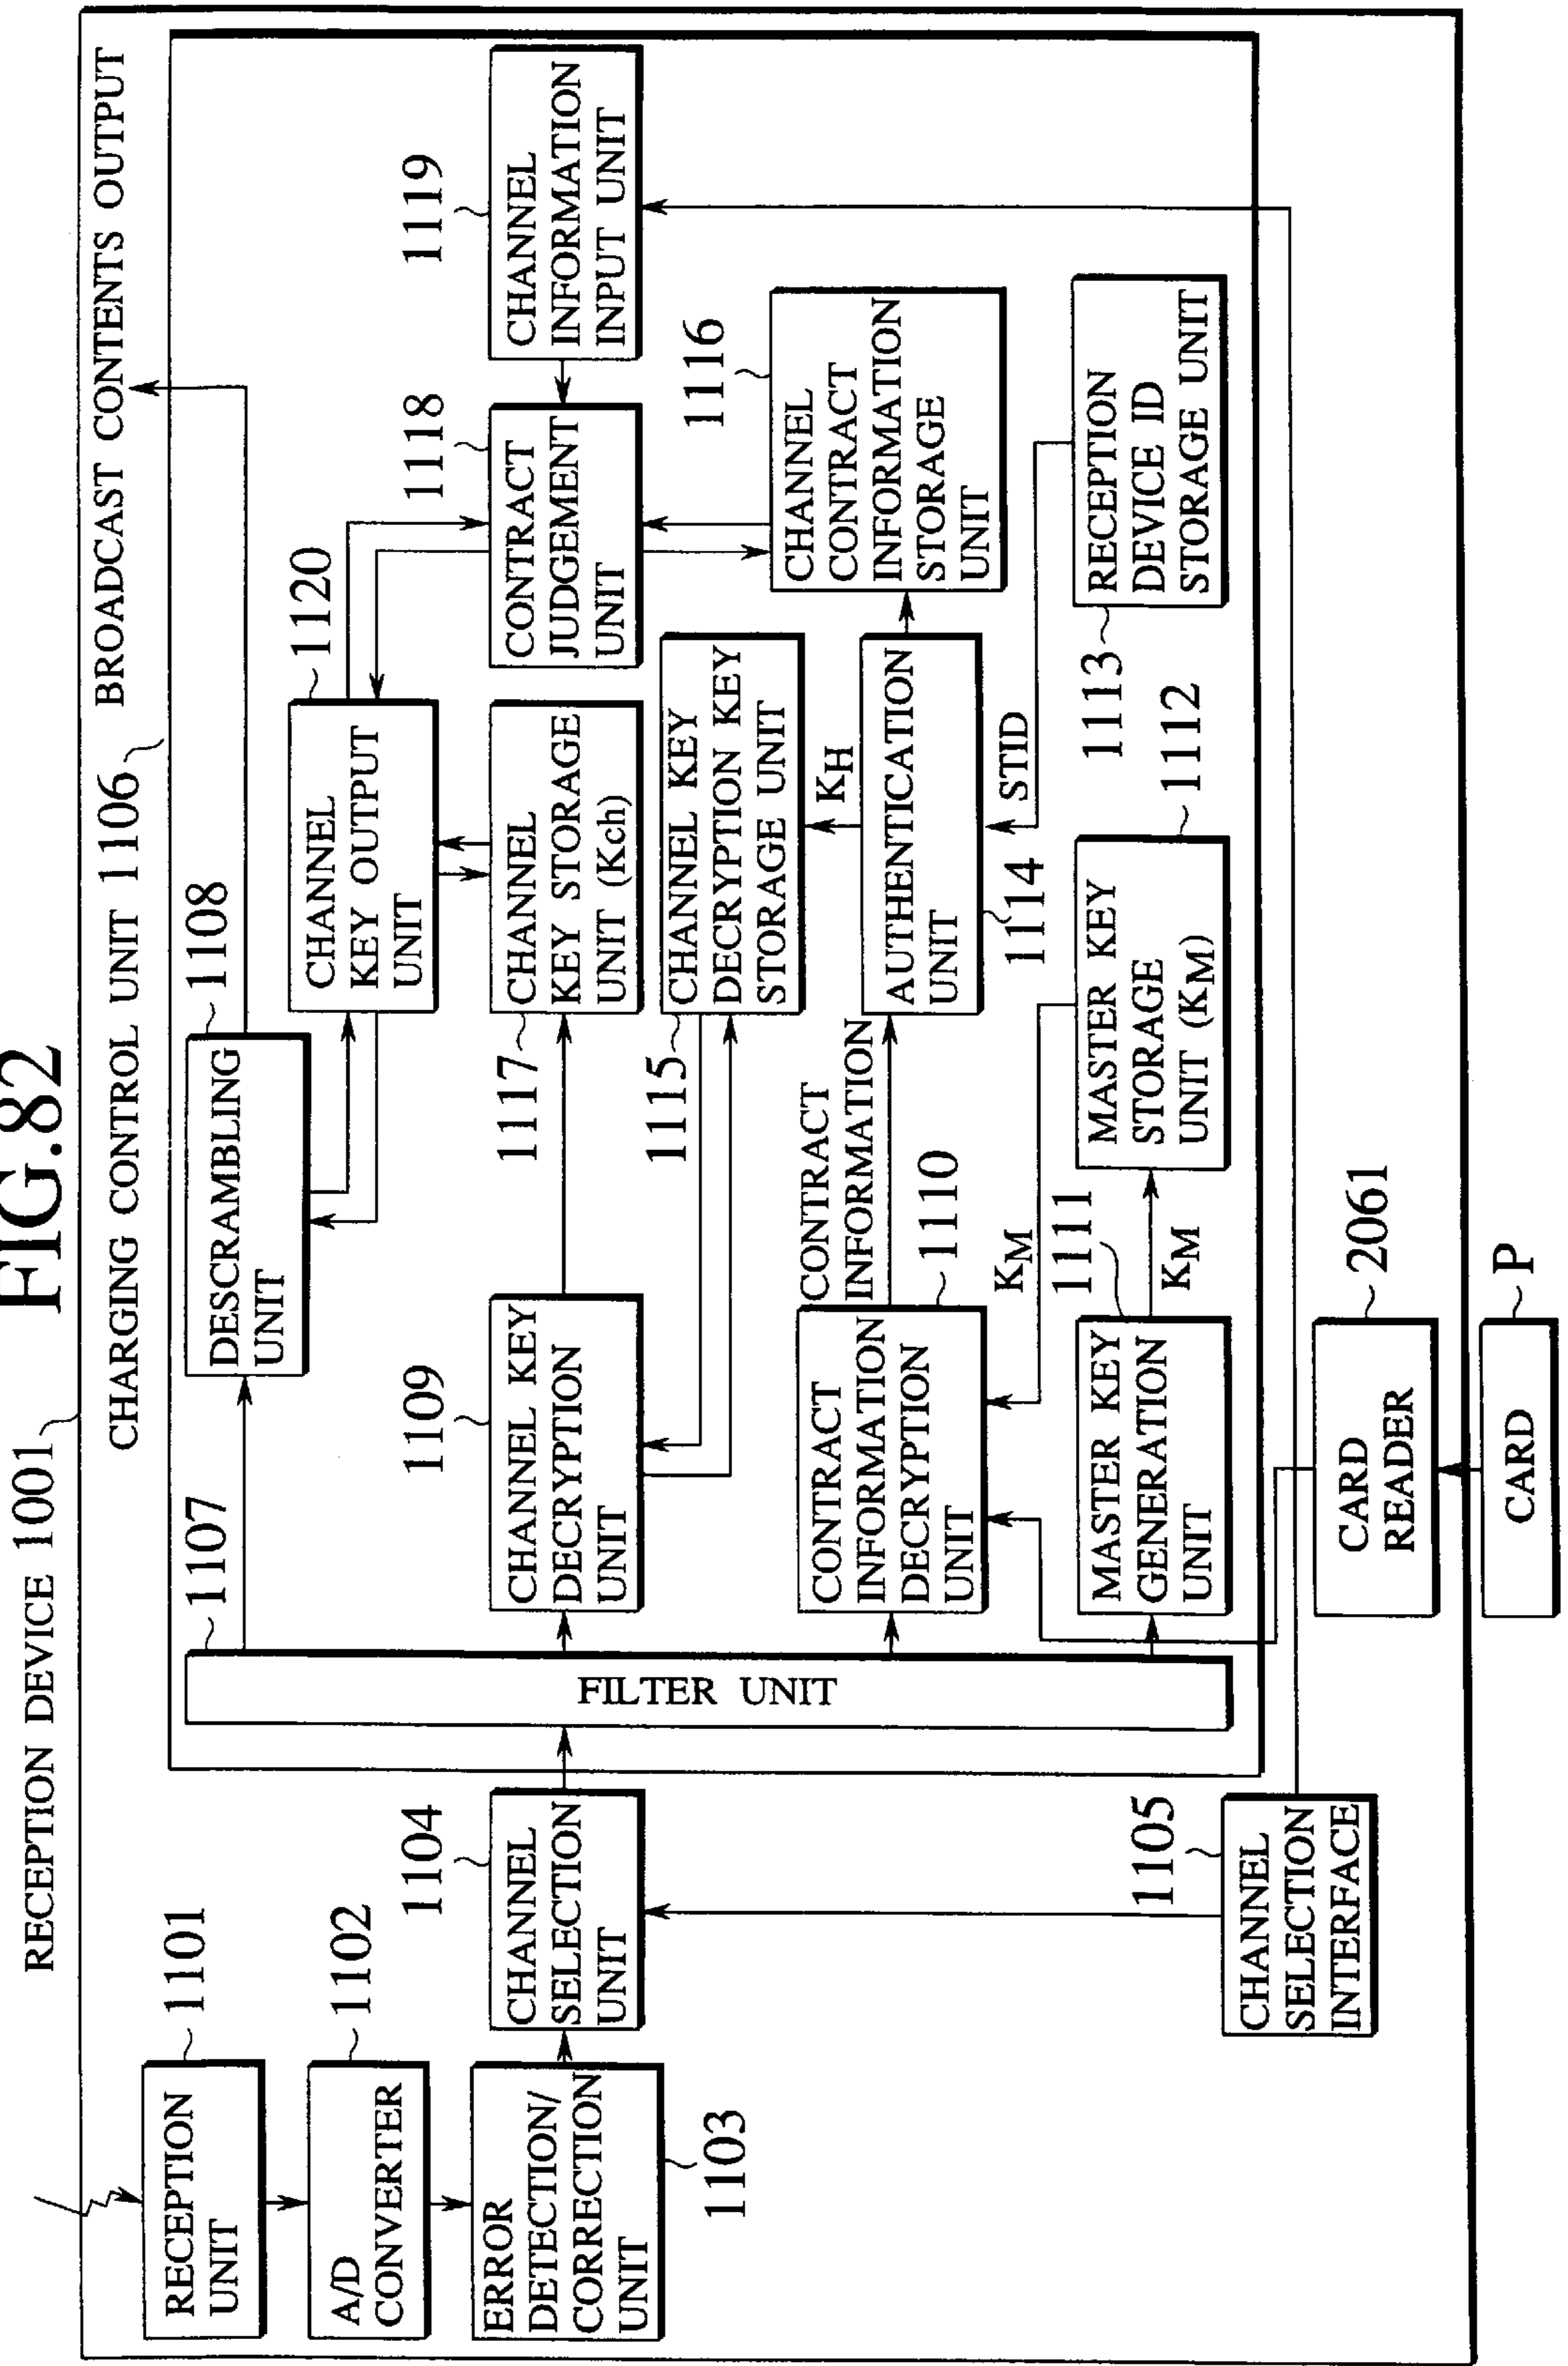 FIG.82
RECEPTION DEVICE 1001
CHARGING CONTROL UNIT 1106
BROADCAST CONTENTS OUTPUT
1101
RECEPTION
UNIT
1102
A/D
CONVERTER
ERROR
DETECTION/
CORRECTION
UNIT
1103
1104
CHANNEL
SELECTION
UNIT
1105
CHANNEL
SELECTION
INTERFACE
1107
FILTER UNIT
1108
DESCRAMBLING
UNIT
1109
CHANNEL KEY
DECRYPTION
UNIT
1120
CHANNEL
KEY OUTPUT
UNIT
1117
CHANNEL
KEY STORAGE
UNIT (Kch)
1118
CONTRACT
JUDGEMENT
UNIT
1119
CHANNEL
INFORMATION
INPUT UNIT
1115
CHANNEL KEY
DECRYPTION KEY
STORAGE UNIT
KH
1116
CHANNEL
CONTRACT
INFORMATION
STORAGE
UNIT
CONTRACT
INFORMATION
1110
CONTRACT
INFORMATION
DECRYPTION
UNIT
AUTHENTICATION
UNIT
1114
STID
KM
1111
MASTER KEY
GENERATION
UNIT
KM
1112
MASTER KEY
STORAGE
UNIT (KM)
1113
RECEPTION
DEVICE ID
STORAGE UNIT
2061
CARD
READER
P
CARD